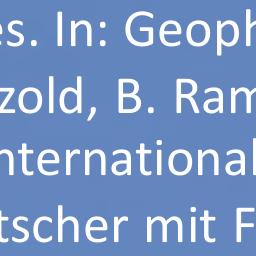 es. In: Geoph
zold, B. Ram
nternational
tscher mit F